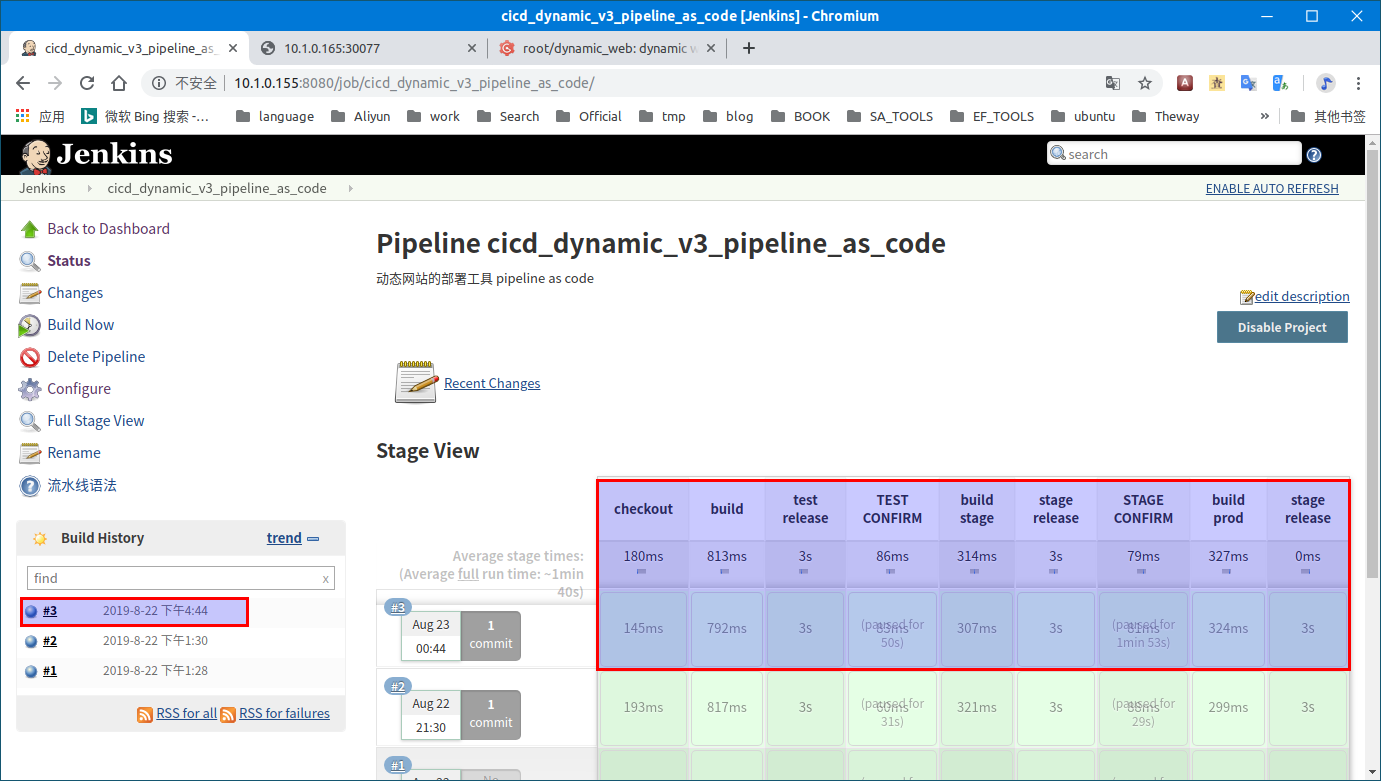 cicd_dynamic_v3_pipeline_as_code [Jenkins] - Chromium
cicd_dynamic_v3_pipeline_as_
10.1.0.165:30077
root/dynamic_web: dynamic w
不安全
10.1.0.155:8080/job/cicd_dynamic_v3_pipeline_as_code/
应用
微软 Bing 搜索 -...
language
Aliyun
work
Search
Official
tmp
blog
BOOK
SA_TOOLS
EF_TOOLS
ubuntu
Theway
»
其他书签
Jenkins
search
Jenkins
cicd_dynamic_v3_pipeline_as_code
ENABLE AUTO REFRESH
Back to Dashboard
Status
Changes
Build Now
Delete Pipeline
Configure
Full Stage View
Rename
流水线语法
Build History
trend
find
x
#3 2019-8-22 下午4:44
#2 2019-8-22 下午1:30
#1 2019-8-22 下午1:28
RSS for all
RSS for failures
Pipeline cicd_dynamic_v3_pipeline_as_code
动态网站的部署工具 pipeline as code
edit description
Disable Project
Recent Changes
Stage View
checkout
build
test
release
TEST
CONFIRM
build
stage
stage
release
STAGE
CONFIRM
build
prod
stage
release
Average stage times:
(Average full run time: ~1min
40s)
180ms
813ms
3s
86ms
314ms
3s
79ms
327ms
0ms
#3
Aug 23
00:44
1
commit
145ms
792ms
3s
83ms
(paused for
50s)
307ms
3s
81ms
(paused for
1min 53s)
324ms
3s
#2
Aug 22
21:30
1
commit
193ms
817ms
3s
(paused for
31s)
321ms
3s
(paused for
29s)
299ms
3s
#1